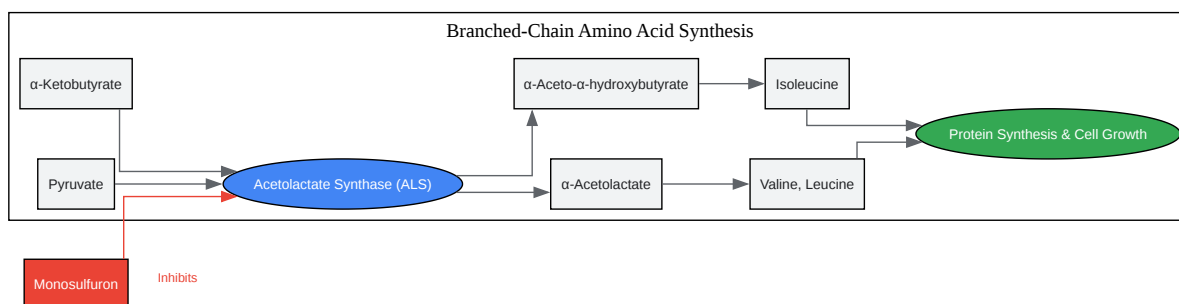 Branched-Chain Amino Acid Synthesis
α-Ketobutyrate
α-Aceto-α-hydroxybutyrate
Isoleucine
Protein Synthesis & Cell Growth
Pyruvate
Acetolactate Synthase (ALS)
α-Acetolactate
Valine, Leucine
Monosulfuron
Inhibits